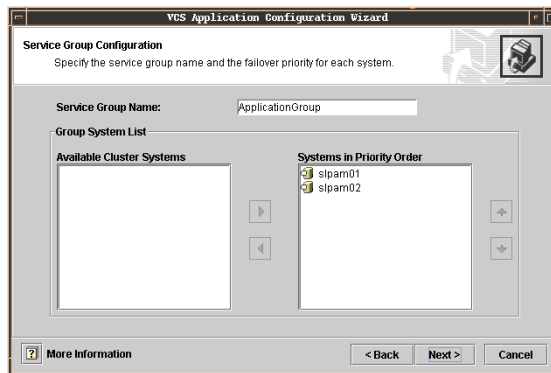 VCS Application Configuration Wizard
Service Group Configuration
Specify the service group name and the failover priority for each system.
Service Group Name: ApplicationGroup
Group System List
Available Cluster Systems
Systems in Priority Order
slpam01
slpam02
? More Information
< Back Next > Cancel